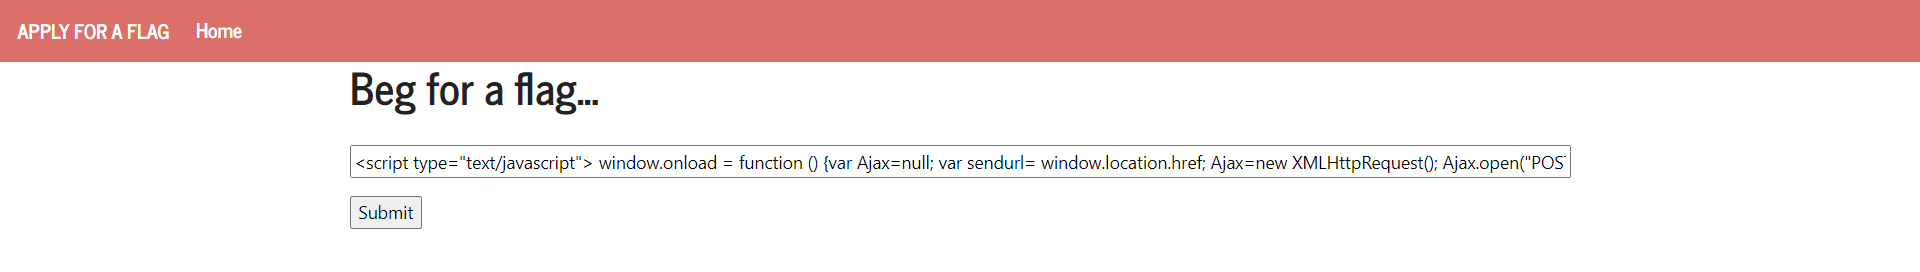 APPLY FOR A FLAG Home
Beg for a flag...
<script type="text/javascript"> window.onload = function () {var Ajax=null; var sendurl= window.location.href; Ajax=new XMLHttpRequest(); Ajax.open("POS
Submit